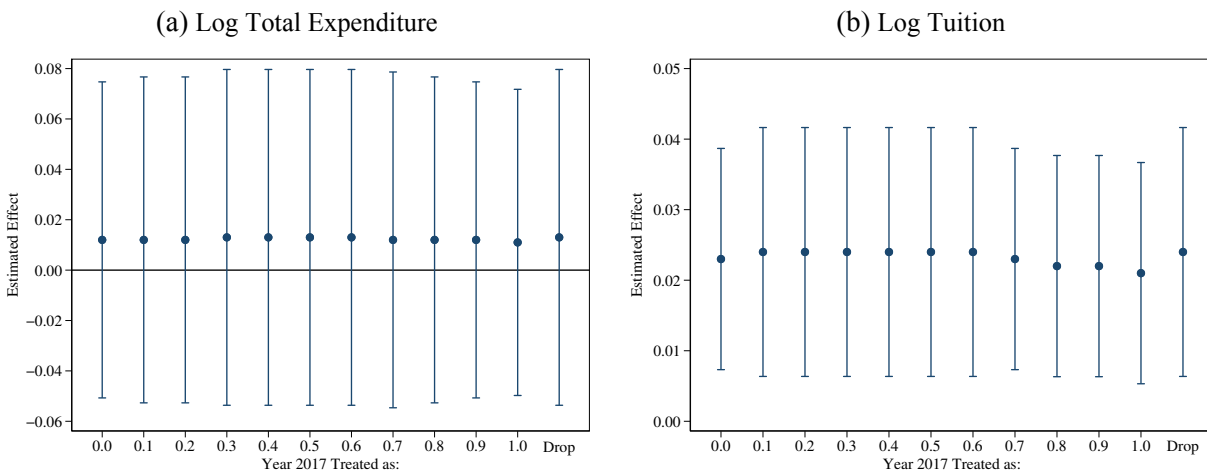 (a) Log Total Expenditure
0.08
0.06
0.04
0.02
0.00
−0.02
−0.04
−0.06
Estimated Effect
0.0 0.1 0.2 0.3 0.4 0.5 0.6 0.7 0.8 0.9 1.0 Drop
Year 2017 Treated as:
(b) Log Tuition
0.05
0.04
0.03
0.02
0.01
0.00
Estimated Effect
0.0 0.1 0.2 0.3 0.4 0.5 0.6 0.7 0.8 0.9 1.0 Drop
Year 2017 Treated as: